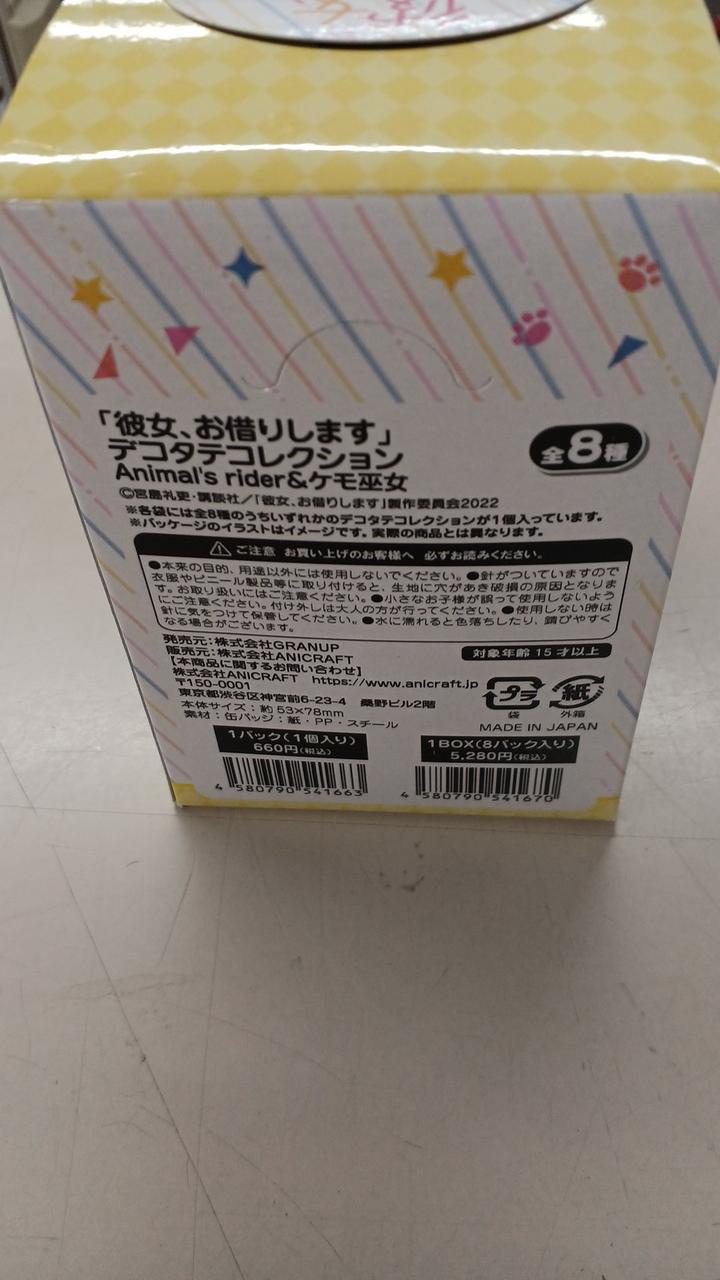 「彼女、お借りします」
デコタテコレクション
Animal's rider&ケモ巫女
全8種
©宮島礼吏・講談社／「彼女、お借りします」製作委員会2022
※各袋には全8種のうちいずれかのデコタテコレクションが1個入っています。
※パッケージのイラストはイメージです。実際の商品とは異なります。
ご注意 お買い上げのお客様へ 必ずお読みください。
●本来の目的、用途以外には使用しないでください。●針がついていますので
衣服やビニール製品等に取り付けると、生地に穴があき破損の原因となりま
す。お取り扱いにはご注意ください。●小さなお子様が誤って使用しないよう
にご注意ください。付け外しは大人の方が行ってください。●使用しない時は
針に気をつけて保管してください。●水に濡れると色落ちしたり、錆びやすく
なる場合がございます。
発売元：株式会社GRANUP
販売元：株式会社ANICRAFT
【本商品に関するお問い合わせ】
株式会社ANICRAFT https://www.anicraft.jp
〒150-0001
東京都渋谷区神宮前6-23-4 桑野ビル2階
本体サイズ：約53×78mm
素材：缶バッジ：紙・PP・スチール
対象年齢15才以上
プラ
紙
袋
外箱
MADE IN JAPAN
1パック(1個入り)
660円(税込)
4 580790 541663
1BOX(8パック入り)
5,280円(税込)
4 580790 541670